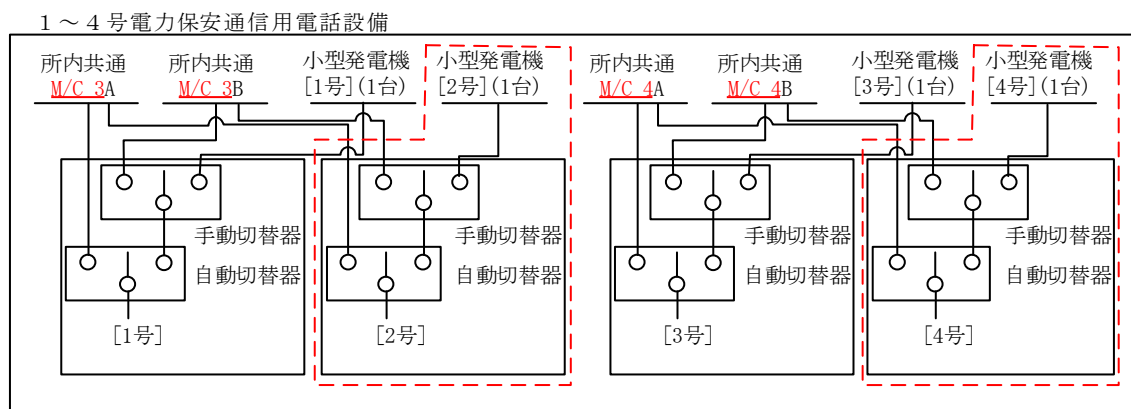 １～４号電力保安通信用電話設備
所内共通 所内共通 小型発電機 小型発電機 所内共通 所内共通 小型発電機 小型発電機
M/C 3A M/C 3B [1号](1台) [2号](1台) M/C 4A M/C 4B [3号](1台) [4号](1台)
手動切替器 手動切替器 手動切替器 手動切替器
自動切替器 自動切替器 自動切替器 自動切替器
[1号] [2号] [3号] [4号]